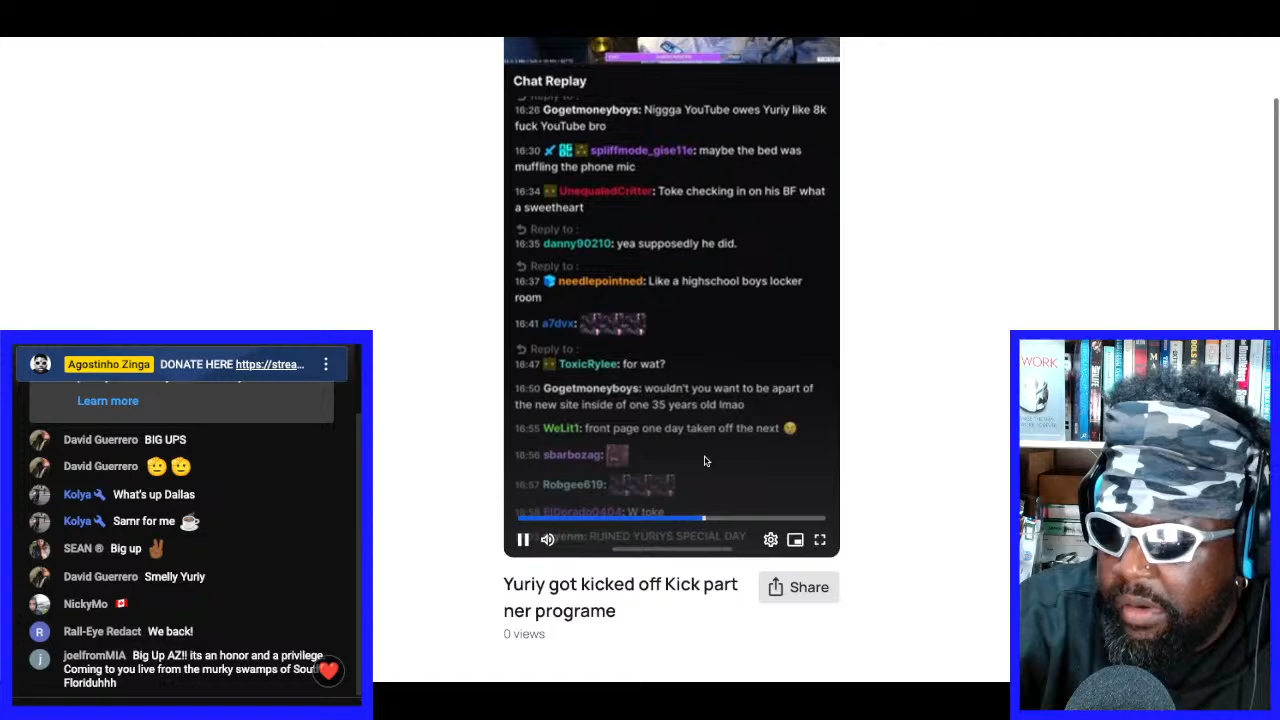 Chat Replay
Reply to :
16:26 Gogetmoneyboys: Niggga YouTube owes Yuriy like 8k
fuck YouTube bro
16:30 spliffmode_gise11e: maybe the bed was
muffling the phone mic
16:34 UnequaledCritter: Toke checking in on his BF what
a sweetheart
Reply to :
16:35 danny90210: yea supposedly he did.
Reply to :
16:37 needlepointned: Like a highschool boys locker
room
16:41 a7dvx:
Reply to :
16:47 ToxicRylee: for wat?
16:50 Gogetmoneyboys: wouldn't you want to be apart of
the new site inside of one 35 years old lmao
16:55 WeLit1: front page one day taken off the next
16:56 sbarbozag:
16:57 Robgee619:
16:58 ElDorado0404: W toke
RUINED YURIYS SPECIAL DAY
Yuriy got kicked off Kick part
ner programe
Share
0 views
Agostinho Zinga DONATE HERE https://strea...
Learn more
David Guerrero BIG UPS
David Guerrero
Kolya What's up Dallas
Kolya Samr for me
SEAN ® Big up
David Guerrero Smelly Yuriy
NickyMo
R Rall-Eye Redact We back!
j joelfromMIA Big Up AZ!! its an honor and a privilege
Coming to you live from the murky swamps of Sou
Floriduhhh
WORK